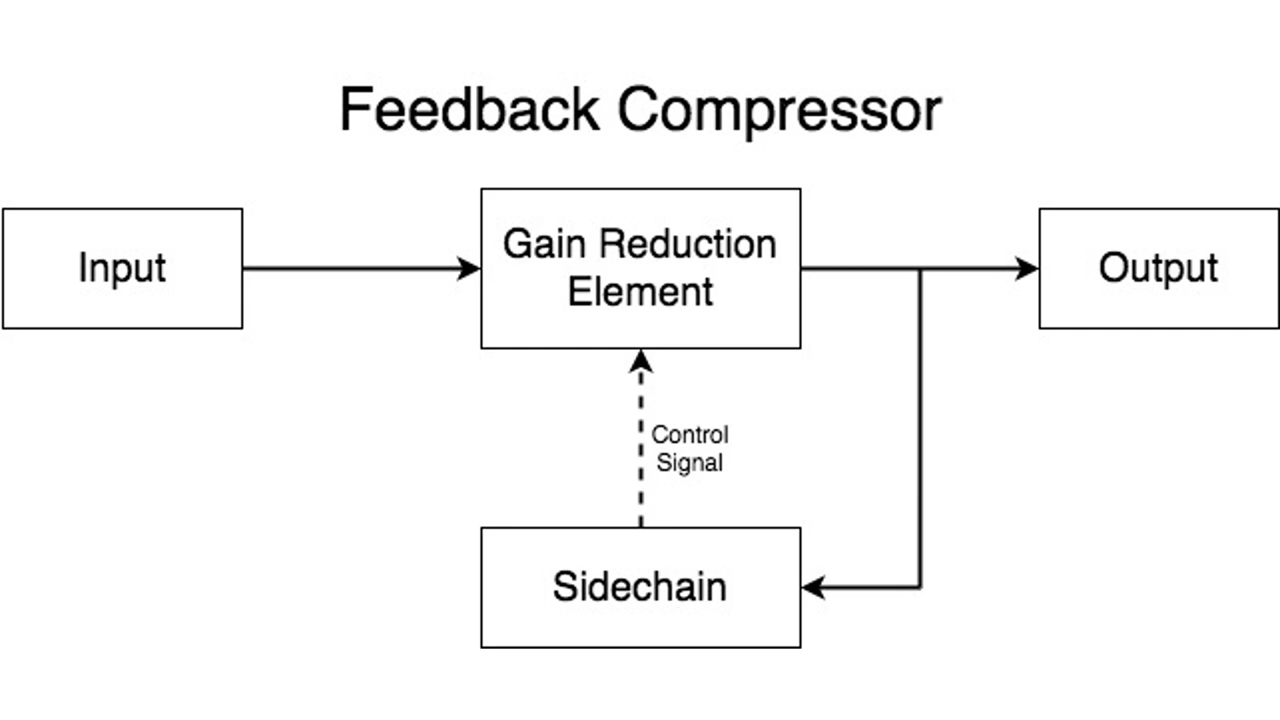 Feedback Compressor
Input
Gain Reduction
Element
Output
Control
Signal
Sidechain